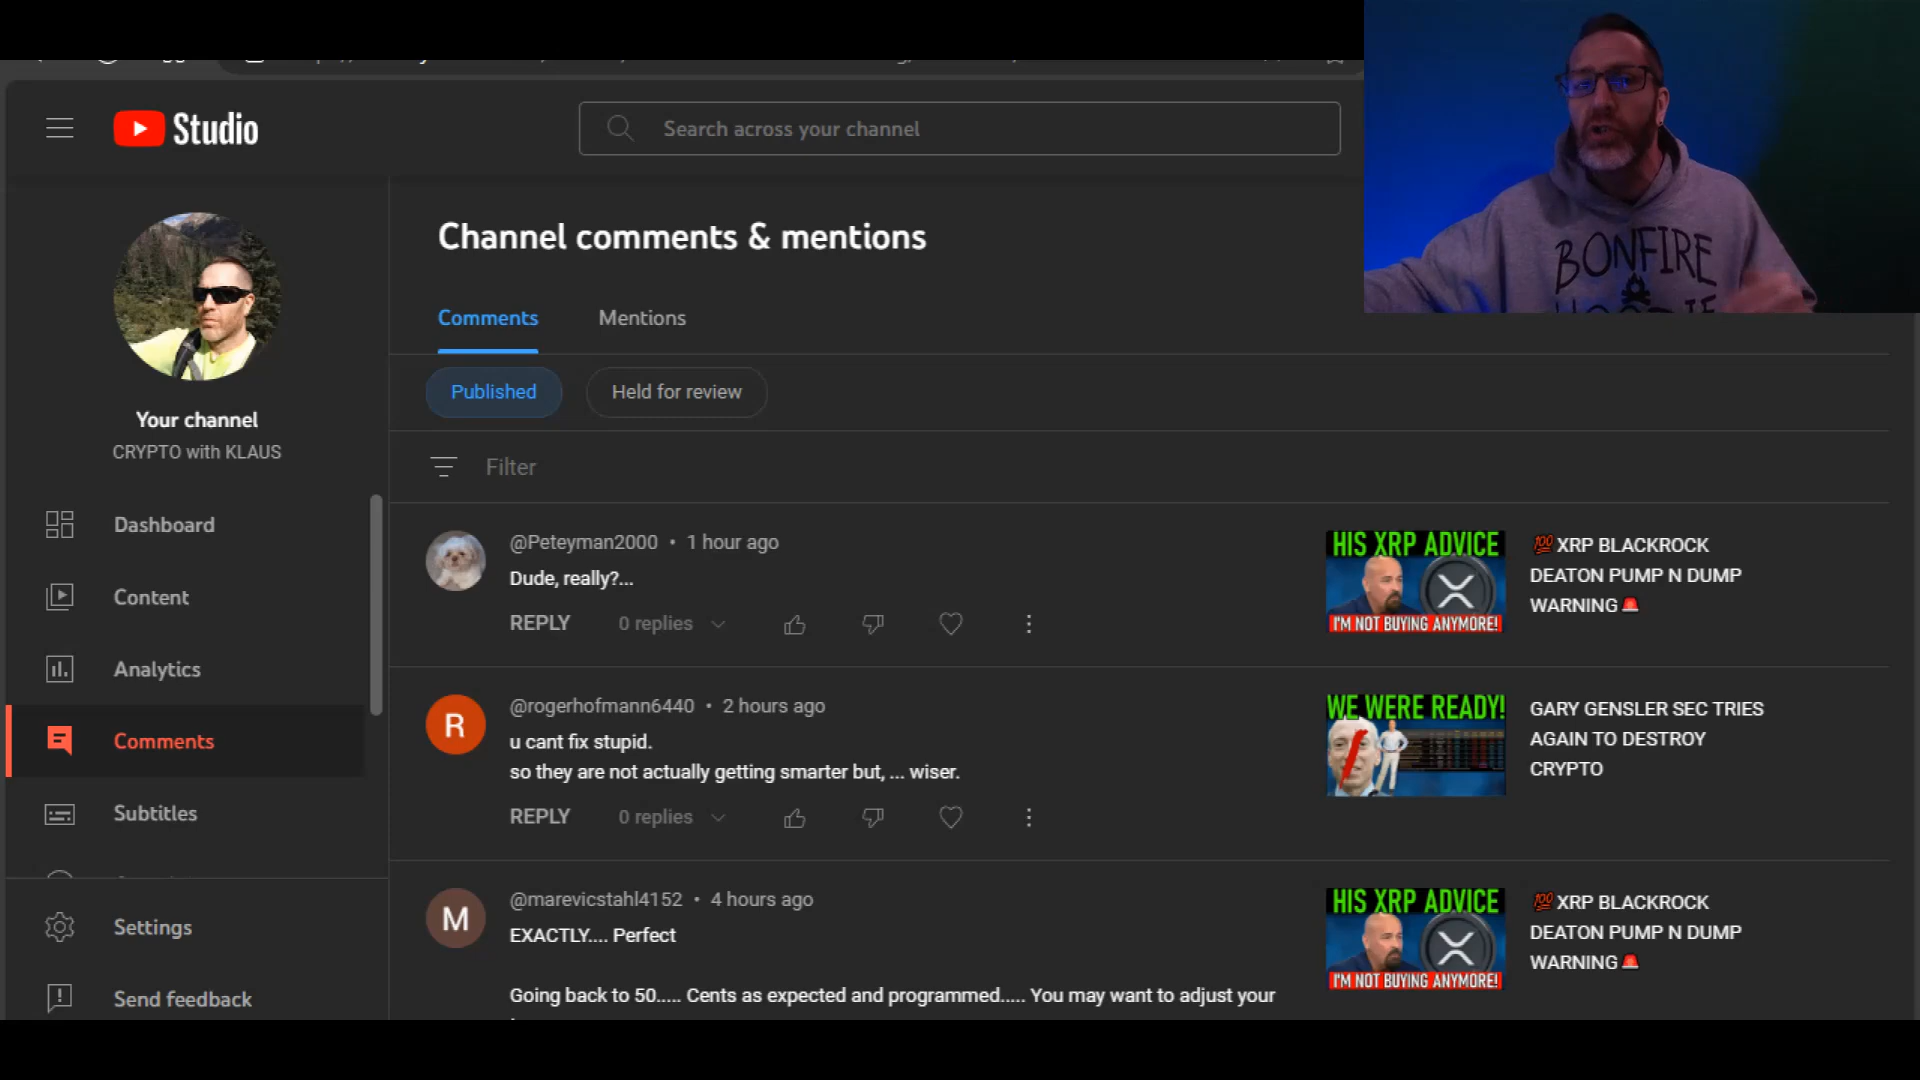 Studio
Search across your channel
BONFIRE
Channel comments & mentions
Comments
Mentions
Published
Held for review
Your channel
CRYPTO with KLAUS
Filter
Dashboard
Content
Analytics
Comments
Subtitles
Settings
Send feedback
@Peteyman2000 • 1 hour ago
Dude, really?...
REPLY
0 replies
HIS XRP ADVICE
I'M NOT BUYING ANYMORE!
💯XRP BLACKROCK
DEATON PUMP N DUMP
WARNING🚨
R
@rogerhofmann6440 • 2 hours ago
u cant fix stupid.
so they are not actually getting smarter but, ... wiser.
REPLY
0 replies
WE WERE READY!
GARY GENSLER SEC TRIES
AGAIN TO DESTROY
CRYPTO
M
@marevicstahl4152 • 4 hours ago
EXACTLY.... Perfect
Going back to 50..... Cents as expected and programmed..... You may want to adjust your
HIS XRP ADVICE
I'M NOT BUYING ANYMORE!
💯XRP BLACKROCK
DEATON PUMP N DUMP
WARNING🚨